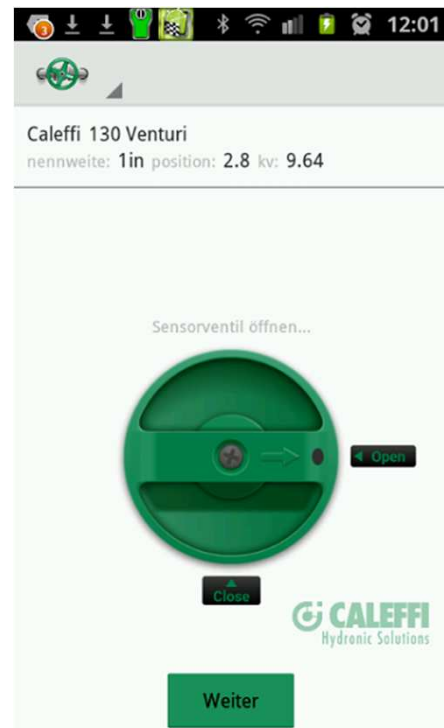 3
12:01
Caleffi 130 Venturi
nennweite: 1in position: 2.8 kv: 9.64
Sensorventil öffnen...
Open
Close
CALEFFI
Hydronic Solutions
Weiter